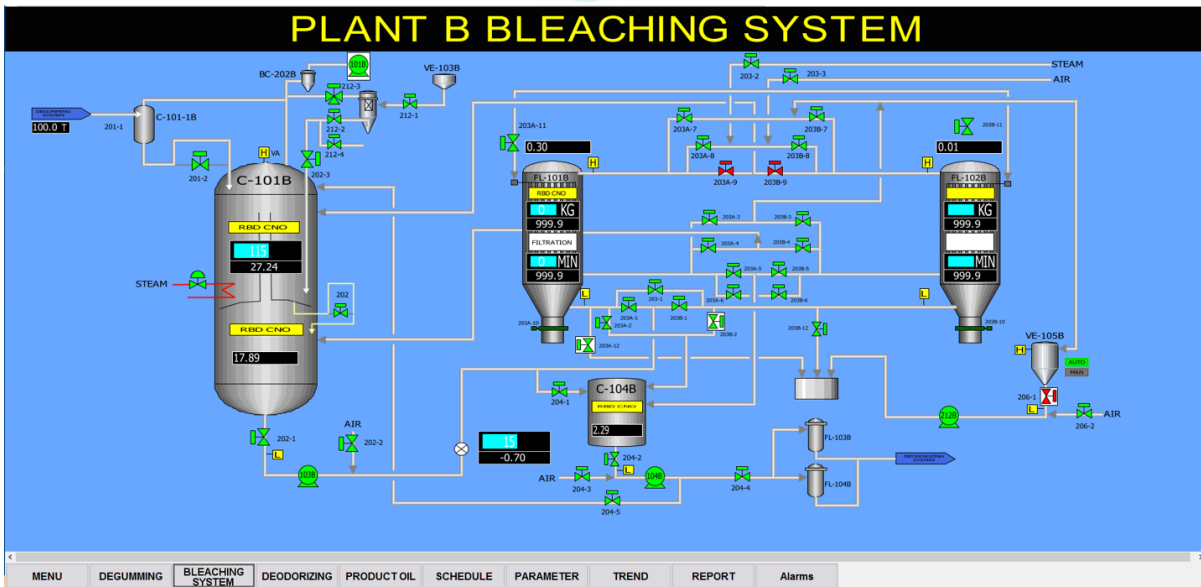 PLANT B BLEACHING SYSTEM
101B
BC-202B
VE-103B
212-3
212-1
212-2
212-4
203-2
STEAM
203-3
AIR
DEGUMMING
SYSTEM
100.0 T
201-1
C-101-1B
201-2
H VA
202-3
C-101B
RBD CNO
115
27.24
STEAM
202
RBD CNO
17.89
203A-11
0.30
H
FL-101B
RBD CNO
0 KG
999.9
FILTRATION
0 MIN
999.9
L
203A-10
203A-7
203B-7
203A-8
203B-8
203A-9
203B-9
203A-3
203B-3
203A-4
203B-4
203A-5
203B-5
203A-6
203B-6
203-1
203A-1
203B-1
203A-2
203B-2
203A-12
203B-12
203B-11
0.01
H
FL-102B
KG
999.9
MIN
999.9
L
203B-10
VE-105B
H
AUTO
MAN
206-1
L
AIR
206-2
212B
C-104B
RBD CNO
2.29
204-1
204-2
L
202-1
L
AIR
202-2
103B
15
-0.70
AIR
204-3
104B
204-4
204-5
FL-103B
FL-104B
DEODORIZING
SYSTEM
MENU
DEGUMMING
BLEACHING
SYSTEM
DEODORIZING
PRODUCT OIL
SCHEDULE
PARAMETER
TREND
REPORT
Alarms